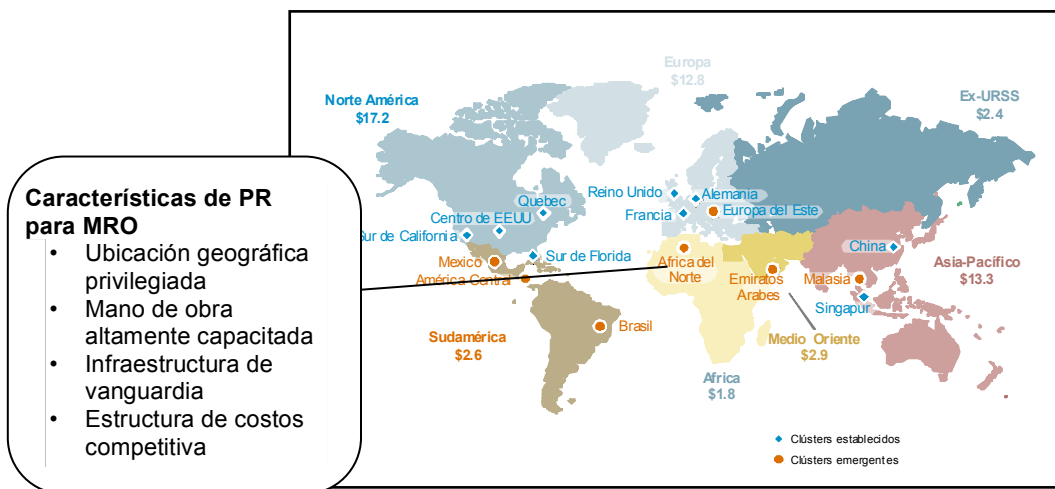 Características de PR
para MRO
• Ubicación geográfica
privilegiada
• Mano de obra
altamente capacitada
• Infraestructura de
vanguardia
• Estructura de costos
competitiva
Europa
$12.8
Norte América
$17.2
Ex-URSS
$2.4
Reino Unido
Alemania
Quebec
Francia
Europa del Este
Centro de EEUU
Sur de California
China
Mexico
Sur de Florida
Africa del
Norte
Asia-Pacífico
$13.3
América Central
Emiratos
Arabes
Malasia
Singapur
Brasil
Sudamérica
$2.6
Medio Oriente
$2.9
Africa
$1.8
Clústers establecidos
Clústers emergentes